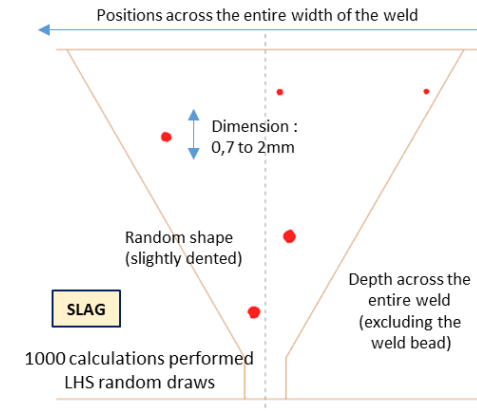 Positions across the entire width of the weld
Dimension :
0,7 to 2mm
Random shape
(slightly dented)
Depth across the
entire weld
(excluding the
weld bead)
SLAG
1000 calculations performed
LHS random draws